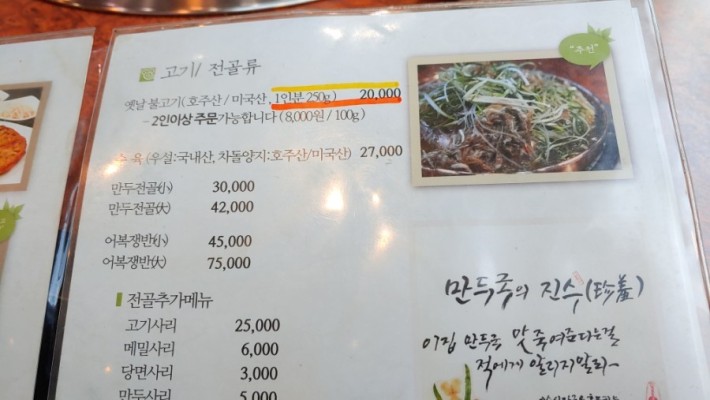 고기/ 전골류
옛날 불고기(호주산/미국산, 1인분 250g) 20,000
- 2인이상 주문가능합니다 (8,000원 / 100g)
수 육 (우설:국내산, 차돌양지:호주산/미국산) 27,000
만두전골(小) 30,000
만두전골(大) 42,000
어복쟁반(小) 45,000
어복쟁반(大) 75,000
전골추가메뉴
고기사리 25,000
메밀사리 6,000
당면사리 3,000
만두사리 5,000
"추천"
만두국의 진수(珍羞)
이집 만두국 맛 죽여준다는걸
적에게 알리지말라~